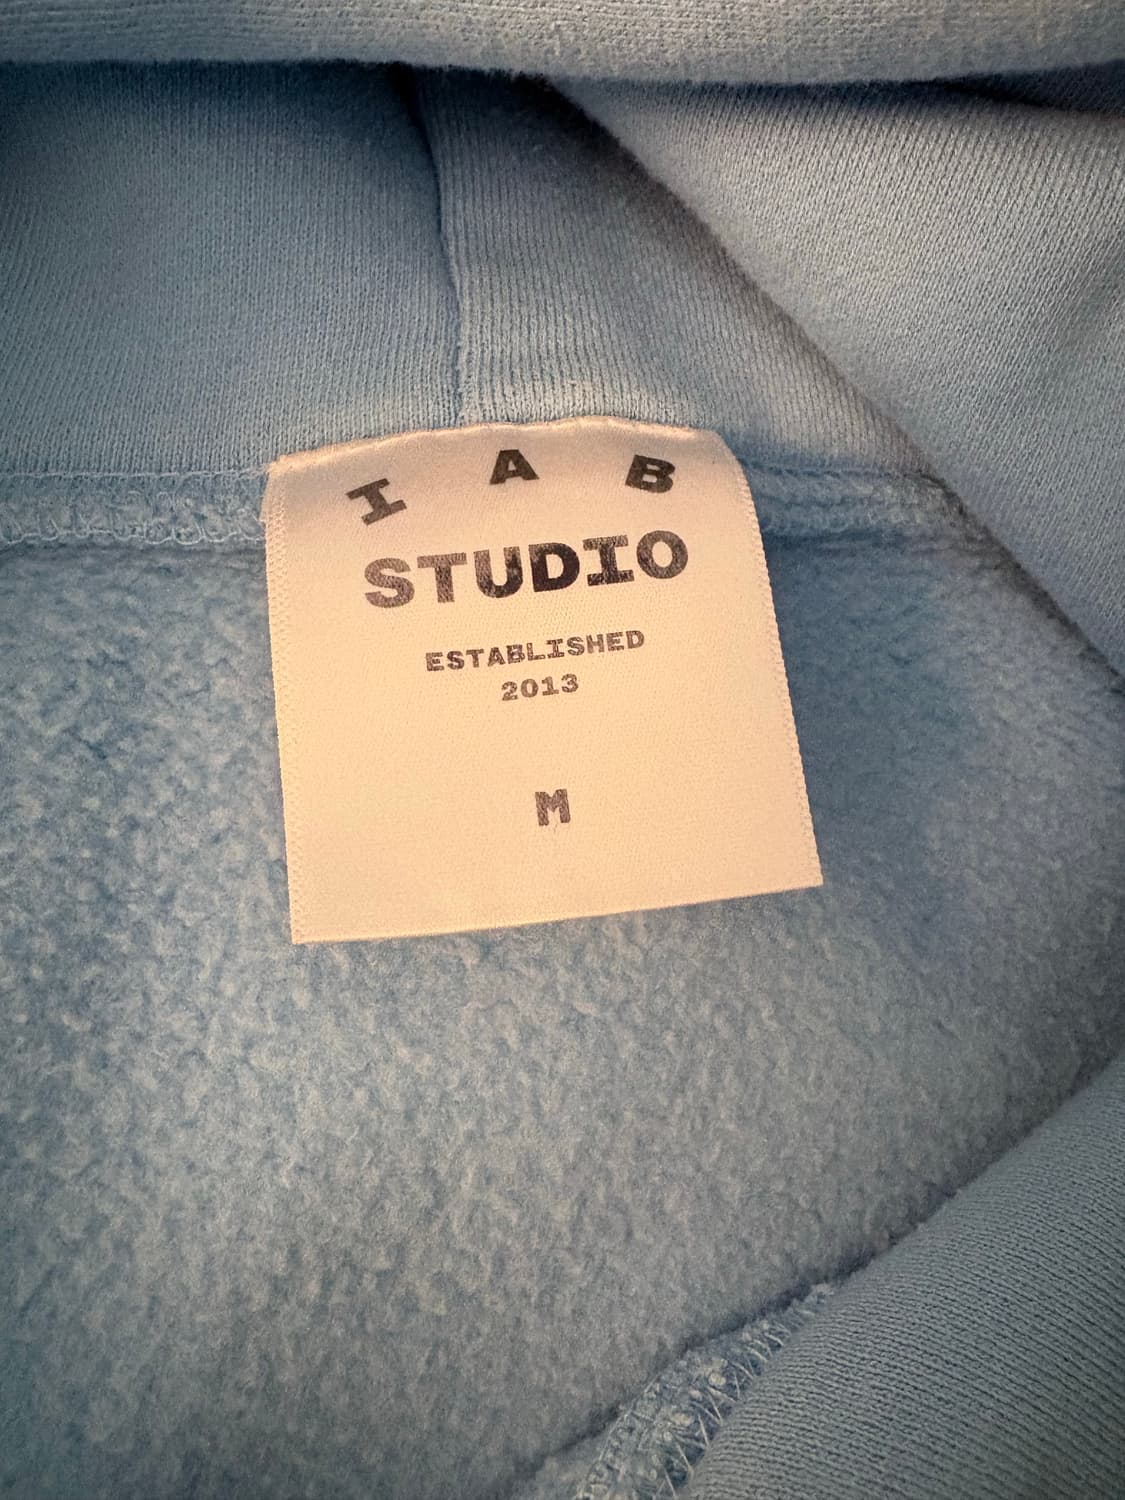 I A B
STUDIO
ESTABLISHED
2013
M